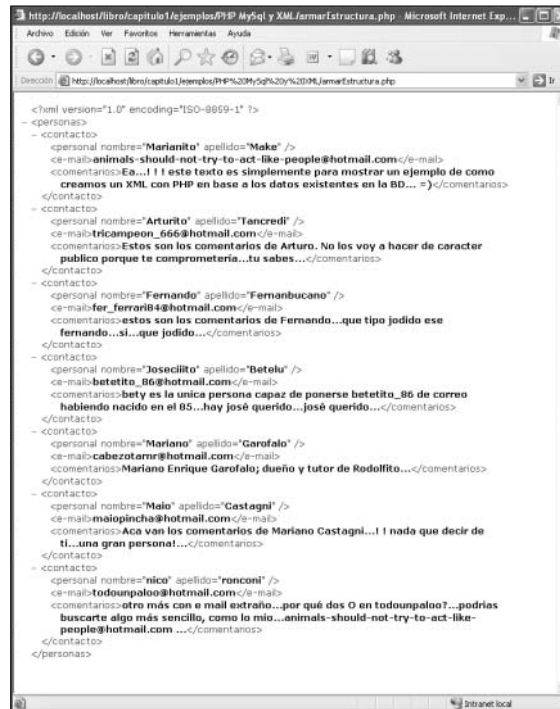 http://localhost/libro/capitulo1/ejemplos/PHP MySql y XML/armarEstructura.php - Microsoft Internet Exp...
Archivo Edición Ver Favoritos Herramientas Ayuda
Dirección http://localhost/libro/capitulo1/ejemplos/PHP%20MySql%20y%20XML/armarEstructura.php Ir
<?xml version="1.0" encoding="ISO-8859-1" ?>
- <personas>
- <contacto>
<personal nombre="Marianito" apellido="Make" />
<e-mail>animals-should-not-try-to-act-like-people@hotmail.com</e-mail>
<comentarios>Ea...! ! ! este texto es simplemente para mostrar un ejemplo de como
creamos un XML con PHP en base a los datos existentes en la BD... =)</comentarios>
</contacto>
- <contacto>
<personal nombre="Arturito" apellido="Tancredi" />
<e-mail>tricampeon_666@hotmail.com</e-mail>
<comentarios>Estos son los comentarios de Arturo. No los voy a hacer de caracter
publico porque te comprometería...tu sabes...</comentarios>
</contacto>
- <contacto>
<personal nombre="Fernando" apellido="Fernanbucano" />
<e-mail>fer_ferrari84@hotmail.com</e-mail>
<comentarios>estos son los comentarios de Fernando...que tipo jodido ese
fernando...si...que jodido...</comentarios>
</contacto>
- <contacto>
<personal nombre="Joseciiito" apellido="Betelu" />
<e-mail>betetito_86@hotmail.com</e-mail>
<comentarios>bety es la unica persona capaz de ponerse betetito_86 de correo
habiendo nacido en el 85...hay josé querido...josé querido...</comentarios>
</contacto>
- <contacto>
<personal nombre="Mariano" apellido="Garofalo" />
<e-mail>cabezotarnr@hotmail.com</e-mail>
<comentarios>Mariano Enrique Garofalo; dueño y tutor de Rodolfito...</comentarios>
</contacto>
- <contacto>
<personal nombre="Maio" apellido="Castagni" />
<e-mail>maiopincha@hotmail.com</e-mail>
<comentarios>Aca van los comentarios de Mariano Castagni...! ! nada que decir de
ti...una gran persona!...</comentarios>
</contacto>
- <contacto>
<personal nombre="nico" apellido="ronconi" />
<e-mail>todounpaloo@hotmail.com</e-mail>
<comentarios>otro más con e mail extraño...por qué dos O en todounpaloo?...podrias
buscarte algo más sencillo, como lo mio...animals-should-not-try-to-act-like-
people@hotmail.com ...</comentarios>
</contacto>
</personas>
Intranet local